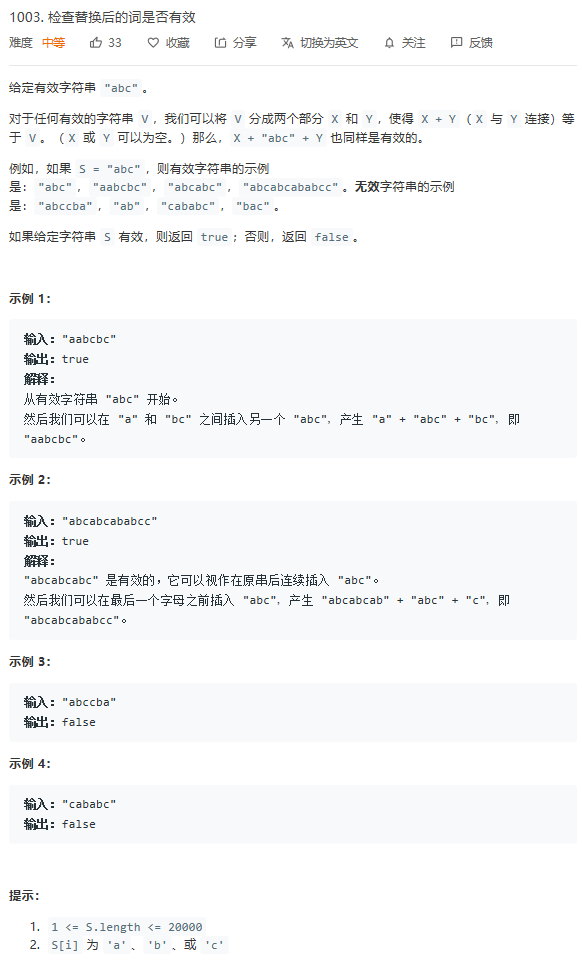 1003. 检查替换后的词是否有效
难度 中等 33 收藏 分享 切换为英文 关注 反馈
给定有效字符串 "abc"。
对于任何有效的字符串 V，我们可以将 V 分成两个部分 X 和 Y，使得 X + Y（X 与 Y 连接）等
于 V。（X 或 Y 可以为空。）那么，X + "abc" + Y 也同样是有效的。
例如，如果 S = "abc"，则有效字符串的示例
是："abc"，"aabcbc"，"abcabc"，"abcabcababcc"。无效字符串的示例
是："abccba"，"ab"，"cababc"，"bac"。
如果给定字符串 S 有效，则返回 true；否则，返回 false。
示例 1：
输入："aabcbc"
输出：true
解释：
从有效字符串 "abc" 开始。
然后我们可以在 "a" 和 "bc" 之间插入另一个 "abc"，产生 "a" + "abc" + "bc"，即
"aabcbc"。
示例 2：
输入："abcabcababcc"
输出：true
解释：
"abcabcabc" 是有效的，它可以视作在原串后连续插入 "abc"。
然后我们可以在最后一个字母之前插入 "abc"，产生 "abcabcab" + "abc" + "c"，即
"abcabcababcc"。
示例 3：
输入："abccba"
输出：false
示例 4：
输入："cababc"
输出：false
提示：
1. 1 <= S.length <= 20000
2. S[i] 为 'a'、'b'、或 'c'